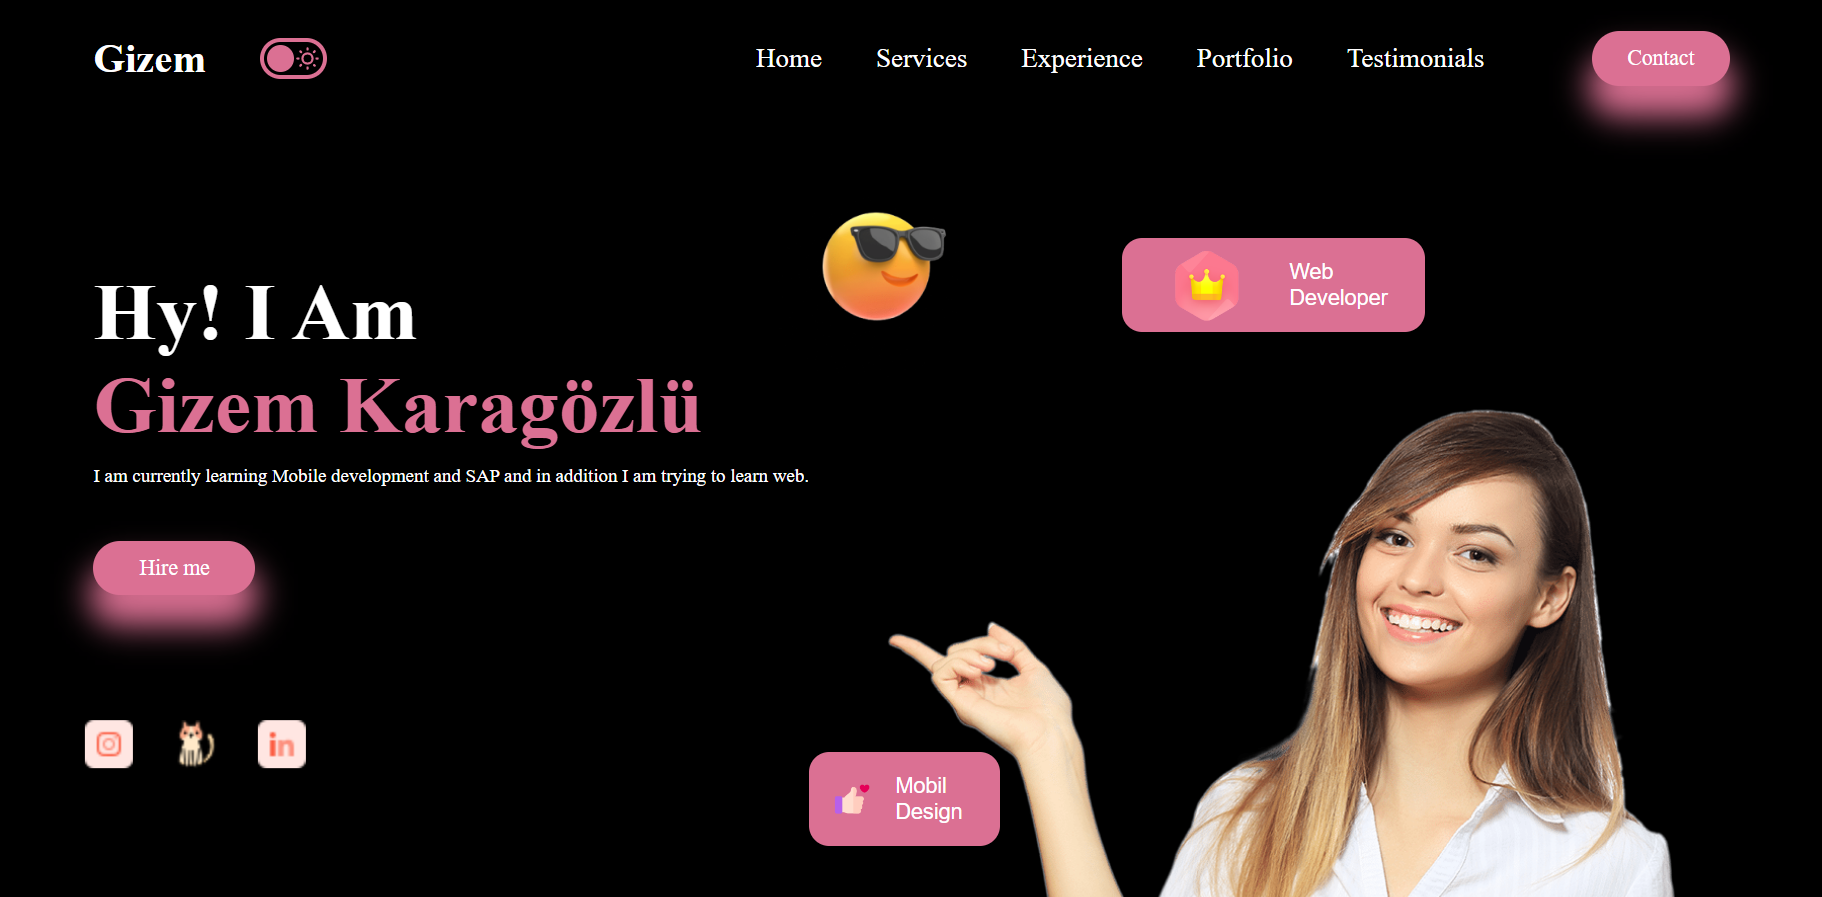 Gizem
Home Services Experience Portfolio Testimonials Contact
Hy! I Am
Gizem Karagözlü
I am currently learning Mobile development and SAP and in addition I am trying to learn web.
Hire me
in
Web
Developer
Mobil
Design